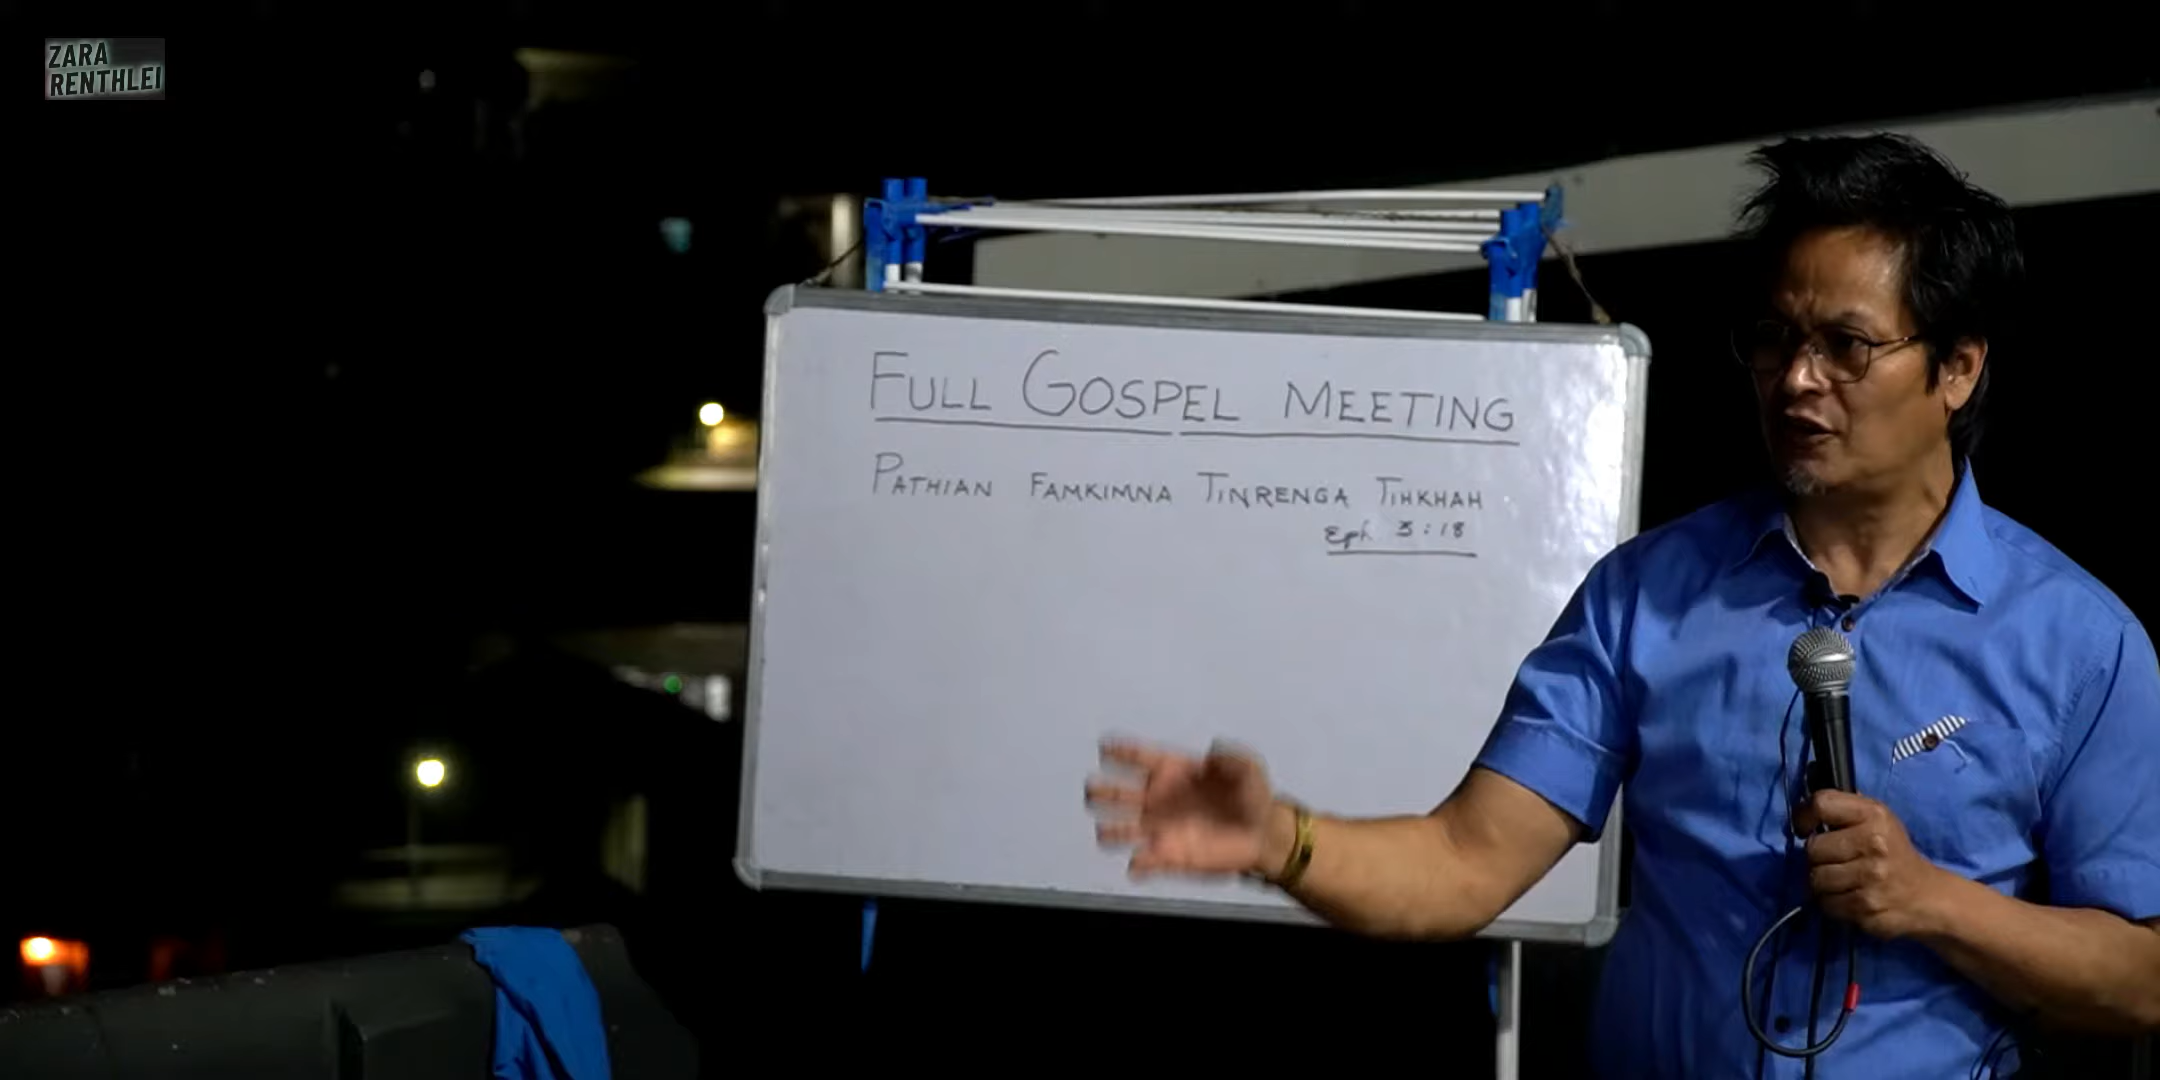 ZARA
RENTHLEI
FULL GOSPEL MEETING
PATHIAN FAMKIMNA TINRENGA TIHKHAH
Eph 3:18